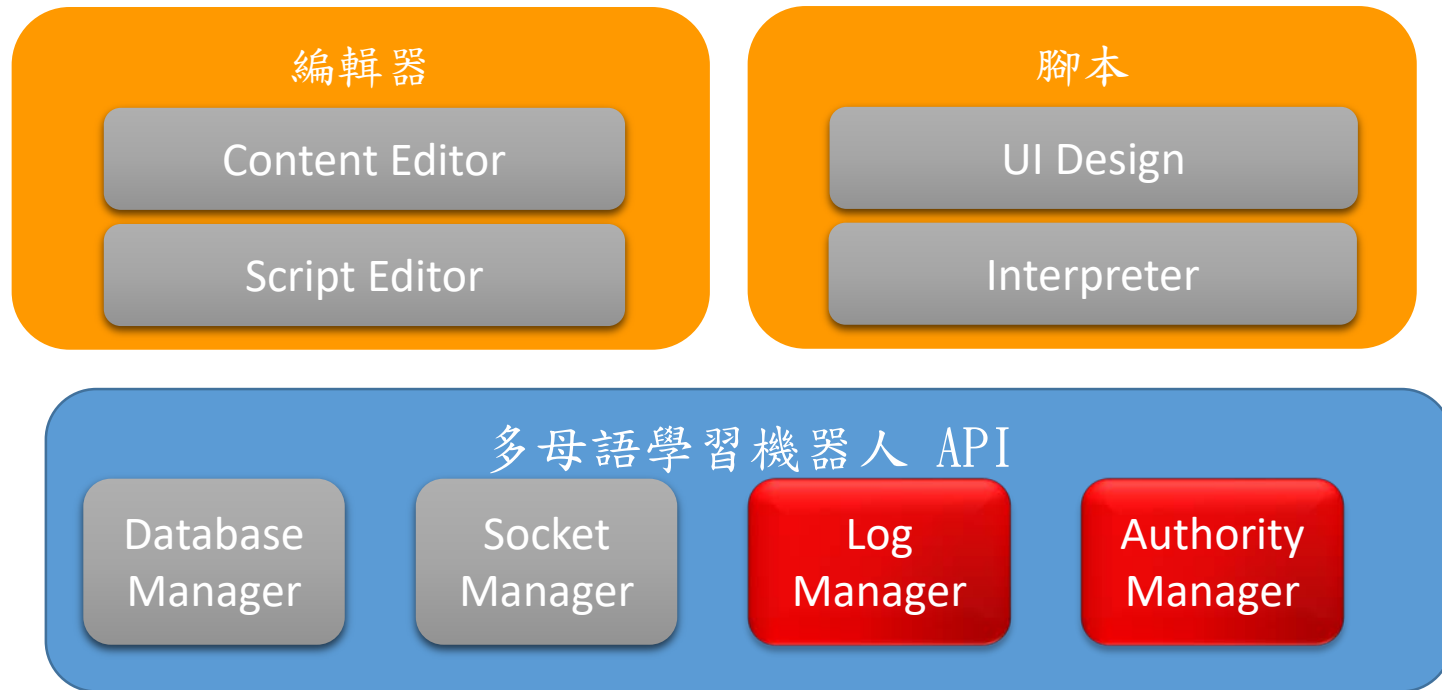 編輯器
Content Editor
Script Editor
腳本
UI Design
Interpreter
多母語學習機器人 API
Database
Manager
Socket
Manager
Log
Manager
Authority
Manager